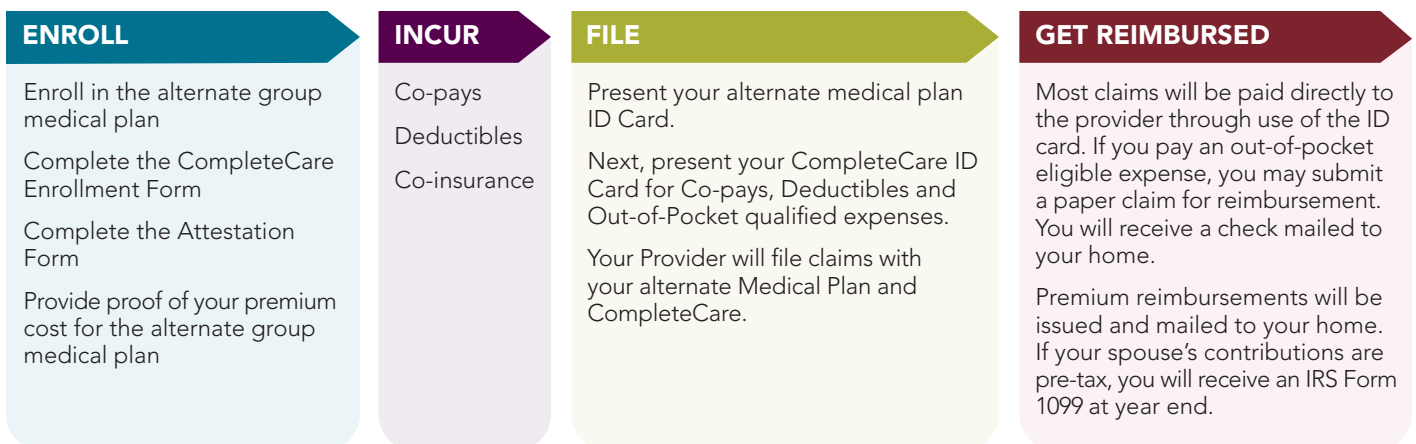 ENROLL
Enroll in the alternate group
medical plan
Complete the CompleteCare
Enrollment Form
Complete the Attestation
Form
Provide proof of your premium
cost for the alternate group
medical plan
INCUR
Co-pays
Deductibles
Co-insurance
FILE
Present your alternate medical plan
ID Card.
Next, present your CompleteCare ID
Card for Co-pays, Deductibles and
Out-of-Pocket qualified expenses.
Your Provider will file claims with
your alternate Medical Plan and
CompleteCare.
GET REIMBURSED
Most claims will be paid directly to
the provider through use of the ID
card. If you pay an out-of-pocket
eligible expense, you may submit
a paper claim for reimbursement.
You will receive a check mailed to
your home.
Premium reimbursements will be
issued and mailed to your home.
If your spouse’s contributions are
pre-tax, you will receive an IRS Form
1099 at year end.